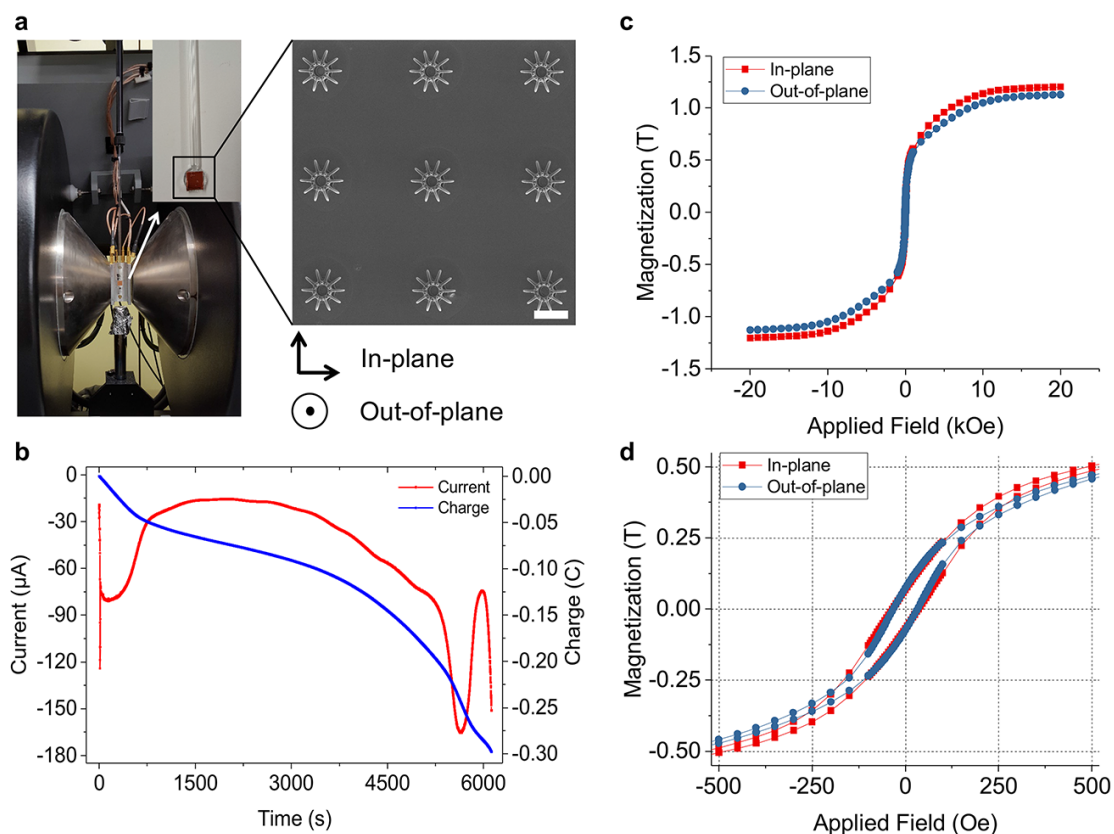 a
In-plane
Out-of-plane
b
Current
Charge
0
-30
-60
-90
-120
-150
-180
Current (µA)
0.00
-0.05
-0.10
-0.15
-0.20
-0.25
-0.30
Charge (C)
0
1500
3000
4500
6000
Time (s)
c
In-plane
Out-of-plane
1.5
1.0
0.5
0.0
-0.5
-1.0
-1.5
Magnetization (T)
-20
-10
0
10
20
Applied Field (kOe)
d
In-plane
Out-of-plane
0.50
0.25
0.00
-0.25
-0.50
Magnetization (T)
-500
-250
0
250
500
Applied Field (Oe)